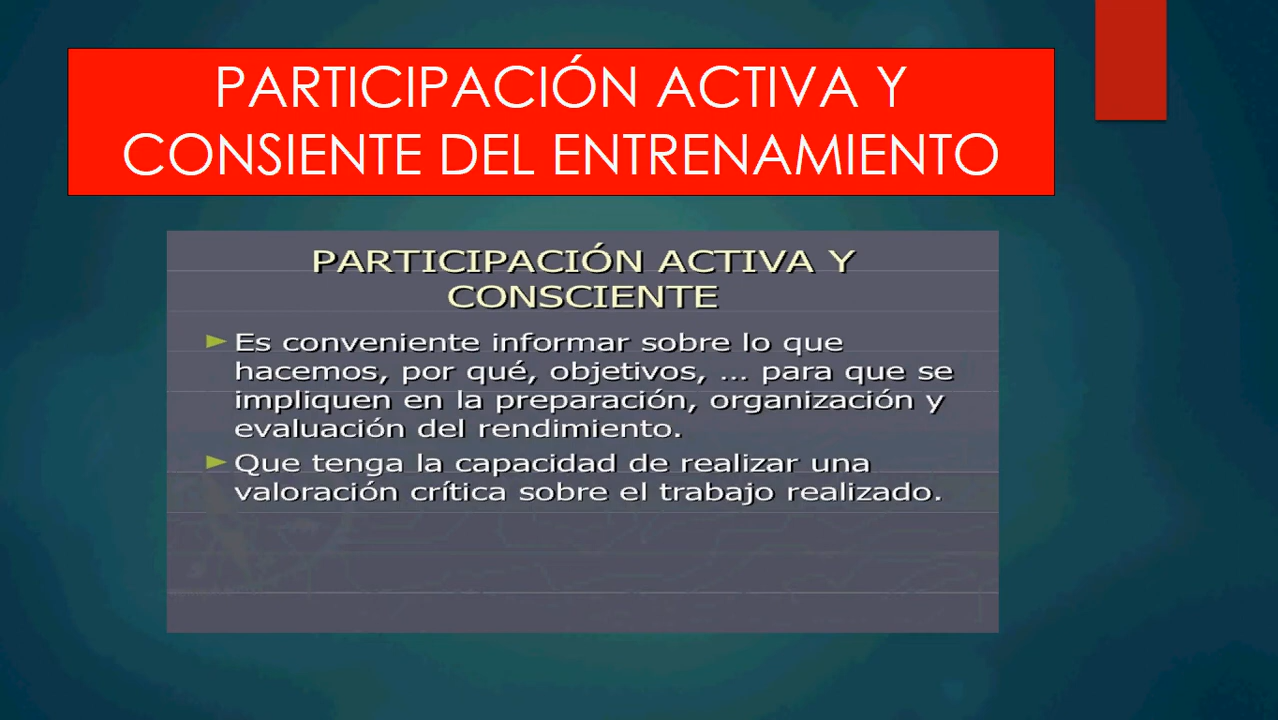 PARTICIPACIÓN ACTIVA Y
CONSIENTE DEL ENTRENAMIENTO
PARTICIPACIÓN ACTIVA Y
CONSCIENTE
Es conveniente informar sobre lo que
hacemos, por qué, objetivos, ... para que se
impliquen en la preparación, organización y
evaluación del rendimiento.
Que tenga la capacidad de realizar una
valoración crítica sobre el trabajo realizado.